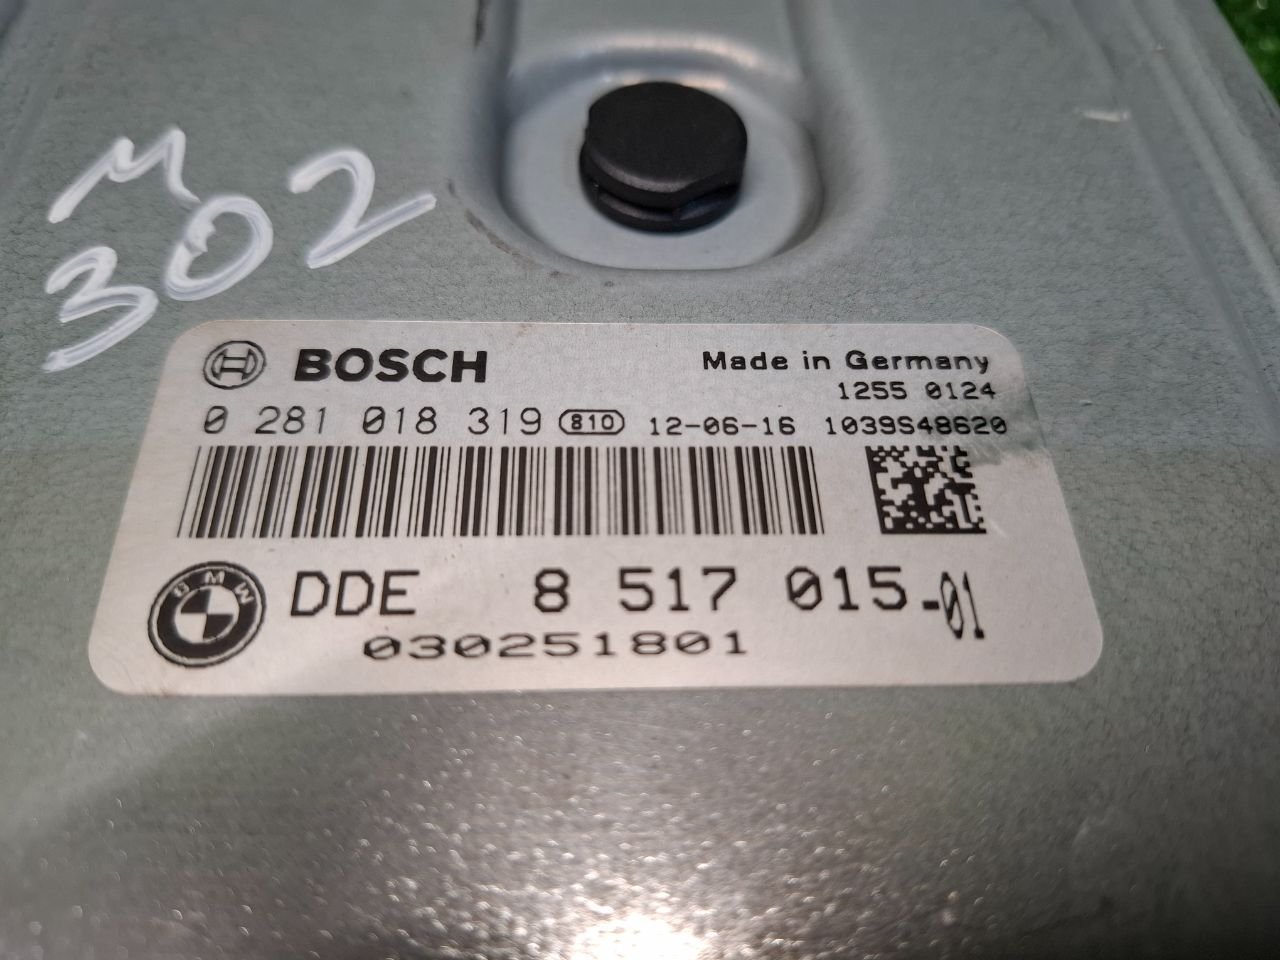 м
302
BOSCH Made in Germany
1255 0124
0 281 018 319 810 12-06-16 1039S48620
BMW DDE 8 517 015-01
030251801